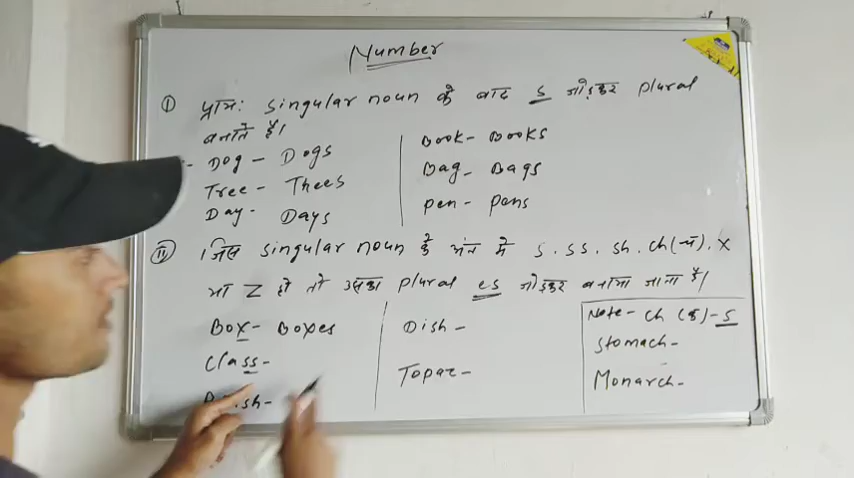 Number
① प्रायः singular noun के बाद s जोड़कर plural
बनाते हैं।
Dog - Dogs
Tree - Thees
Day - Days
Book - Books
Bag - Bags
pen - pens
② जिस singular noun के अंत में s. ss. sh. ch(च). x
या Z हो तो उसका plural es जोड़कर बनाया जाता है।
Box - Boxes
Class -
Dish -
Topaz -
Note - ch (क) - s
Stomach -
Monarch -